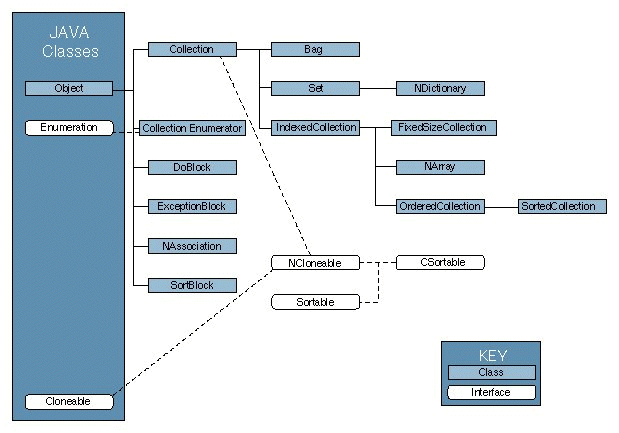 JAVA
Classes
Object
Enumeration
Cloneable
Collection
Collection Enumerator
DoBlock
ExceptionBlock
NAssociation
SortBlock
Bag
Set
IndexedCollection
NCloneable
Sortable
NDictionary
FixedSizeCollection
NArray
OrderedCollection
SortedCollection
CSortable
KEY
Class
Interface